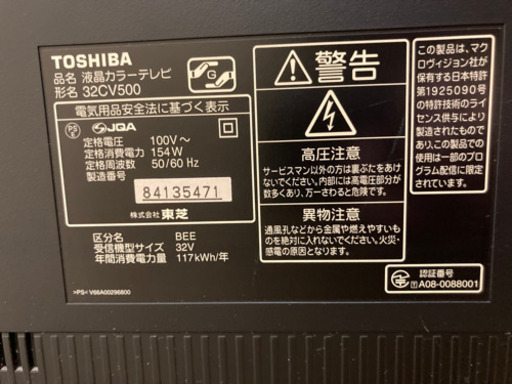 TOSHIBA
品名 液晶カラーテレビ
形名 32CV500
G
電気用品安全法に基づく表示
PS
E
JQA
定格電圧 100V～
定格消費電力 154W
定格周波数 50/60 Hz
製造番号
84135471
株式会社 東芝
区分名 BEE
受信機型サイズ 32V
年間消費電力量 117kWh/年
>PS< V66A00296800
警告
高圧注意
サービスマン以外の方は裏ぶたをあけ
ないでください。内部には高電圧部分が
数多くあり、万一さわると危険です。
異物注意
通風孔などから金属や燃えやすいもの
を絶対に入れないでください。火災・
感電の原因となります。
この製品は、マク
ロヴィジョン社が
保有する日本特許
第1925090号
の特許技術のライ
センス供与により
製造されています。
この製品での
使用は一部のプロ
グラム配信に限定
されます。
認証番号
T A08-0088001